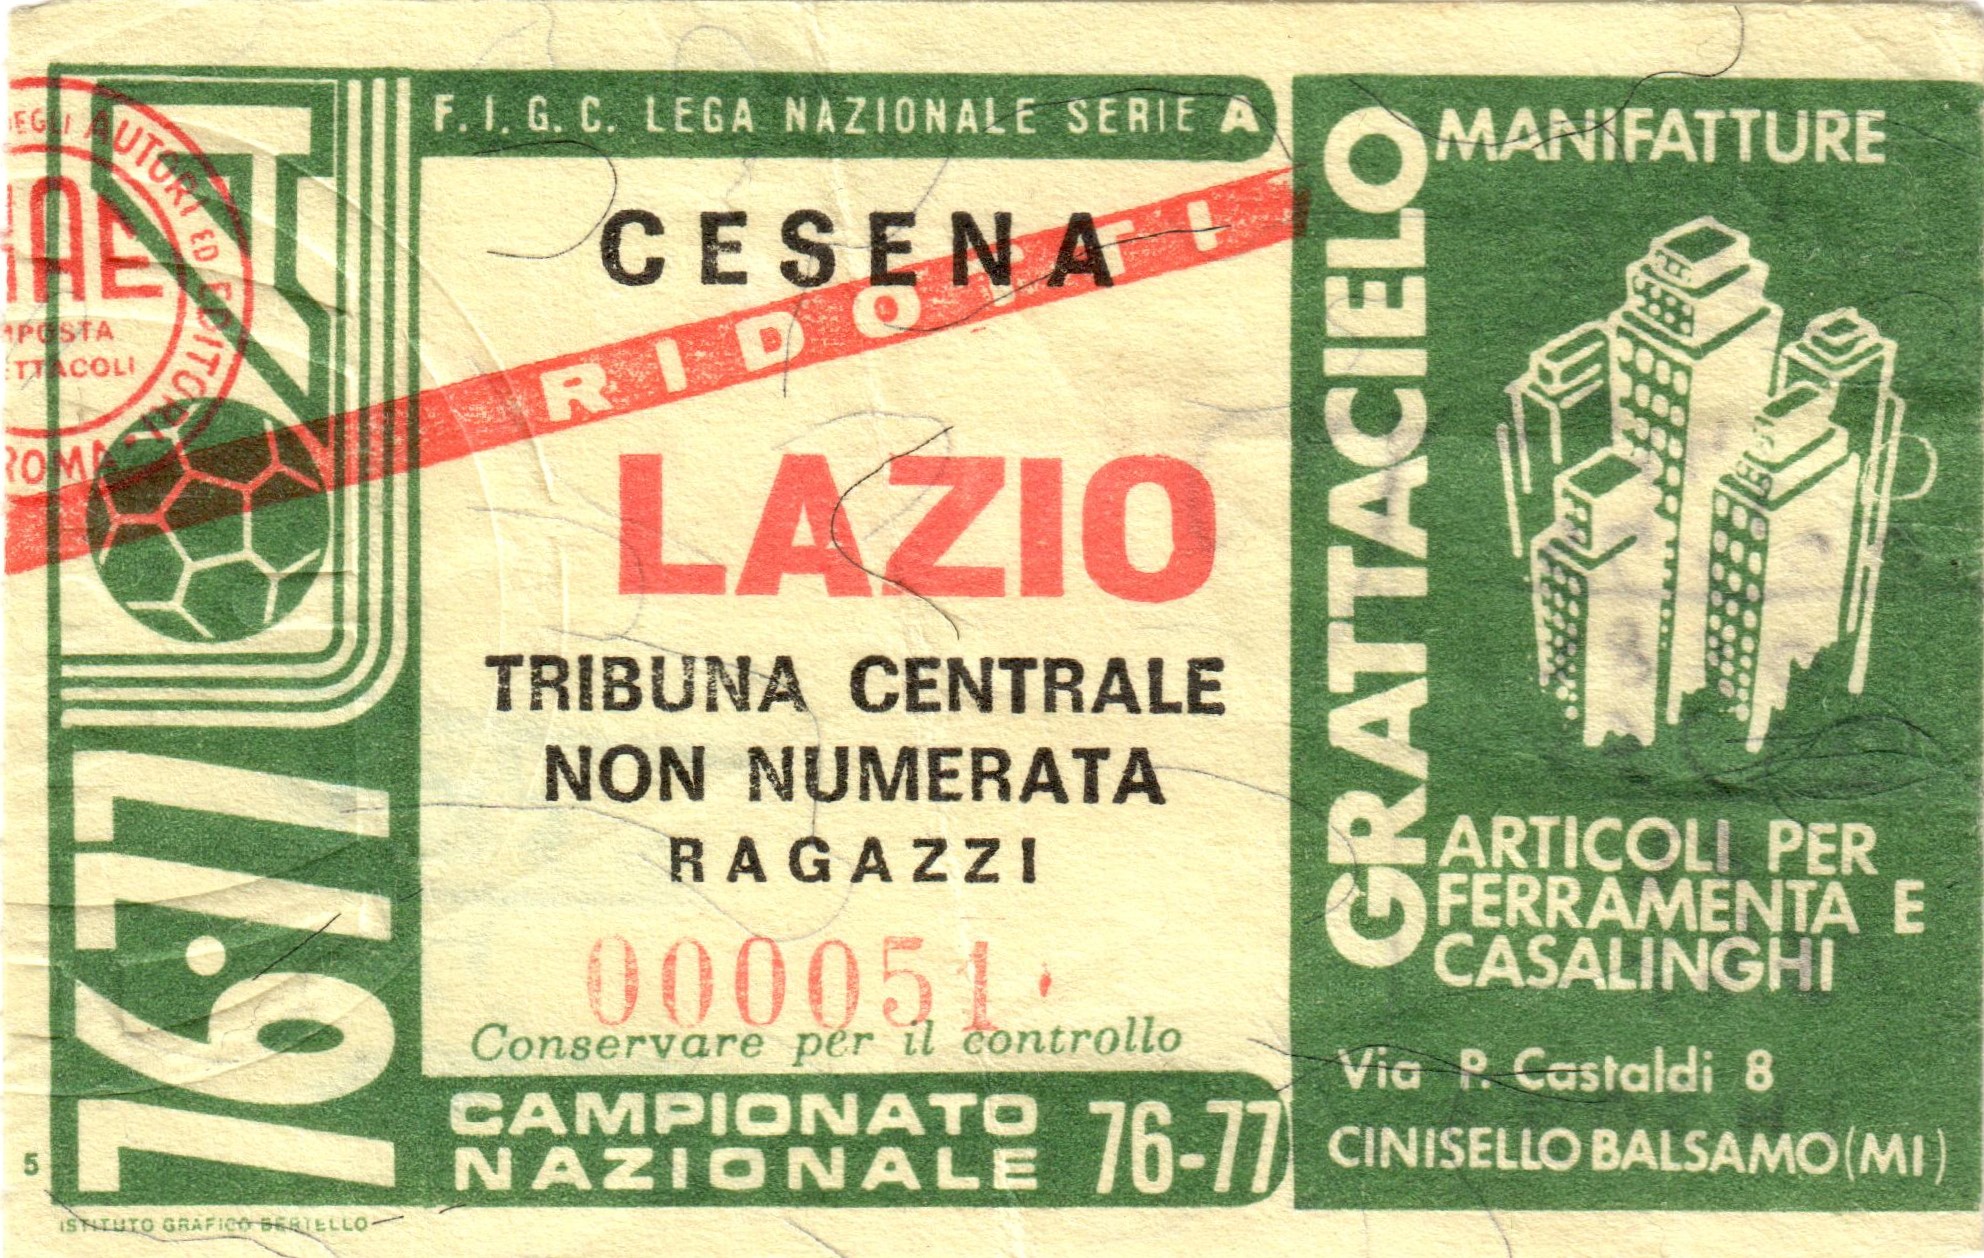 F.I.G.C. LEGA NAZIONALE SERIE A
CESENA
RIDOTTI
LAZIO
TRIBUNA CENTRALE
NON NUMERATA
RAGAZZI
000051
Conservare per il controllo
CAMPIONATO
NAZIONALE 76-77
76·77
DEGLI AUTORI ED EDITORI
ROMA
5
ISTITUTO GRAFICO BERTELLO
GRATTACIELO
MANIFATTURE
ARTICOLI PER
FERRAMENTA E
CASALINGHI
Via P. Castaldi 8
CINISELLO BALSAMO (MI)